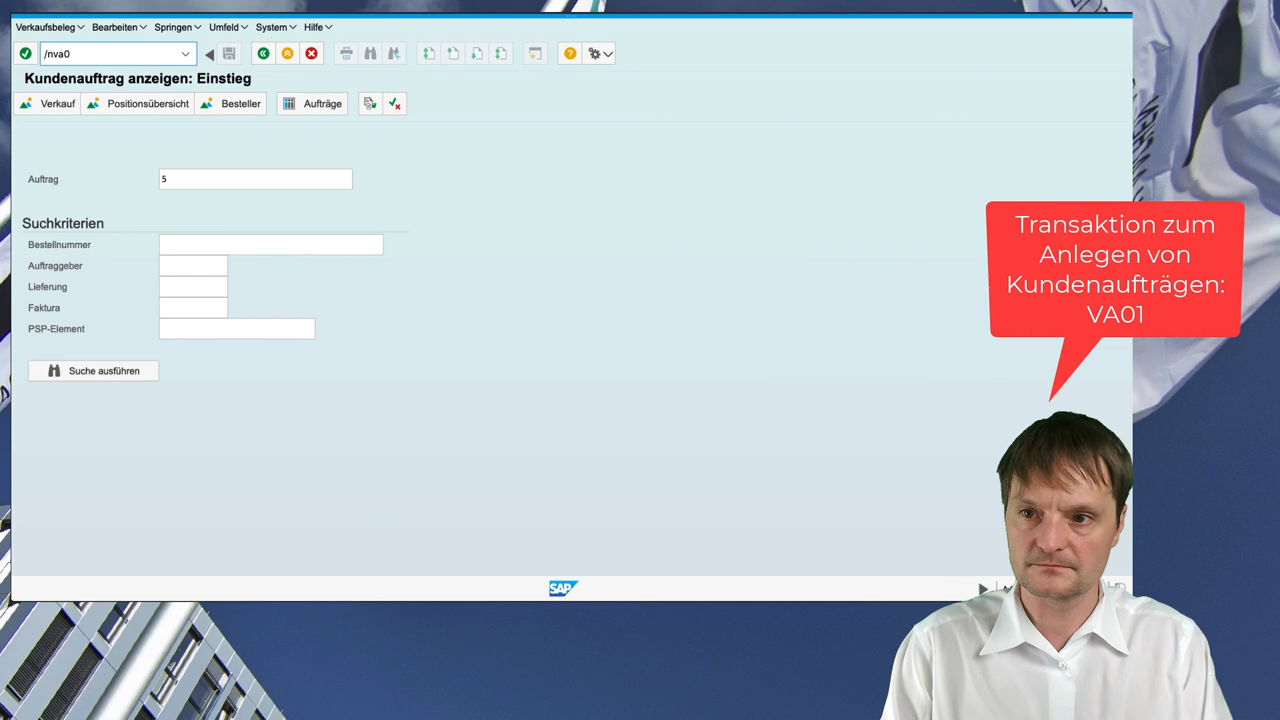 Verkaufsbeleg Bearbeiten Springen Umfeld System Hilfe
/nva0
Kundenauftrag anzeigen: Einstieg
Verkauf Positionsübersicht Besteller Aufträge
Auftrag 5
Suchkriterien
Bestellnummer
Auftraggeber
Lieferung
Faktura
PSP-Element
Suche ausführen
Transaktion zum
Anlegen von
Kundenaufträgen:
VA01
SAP